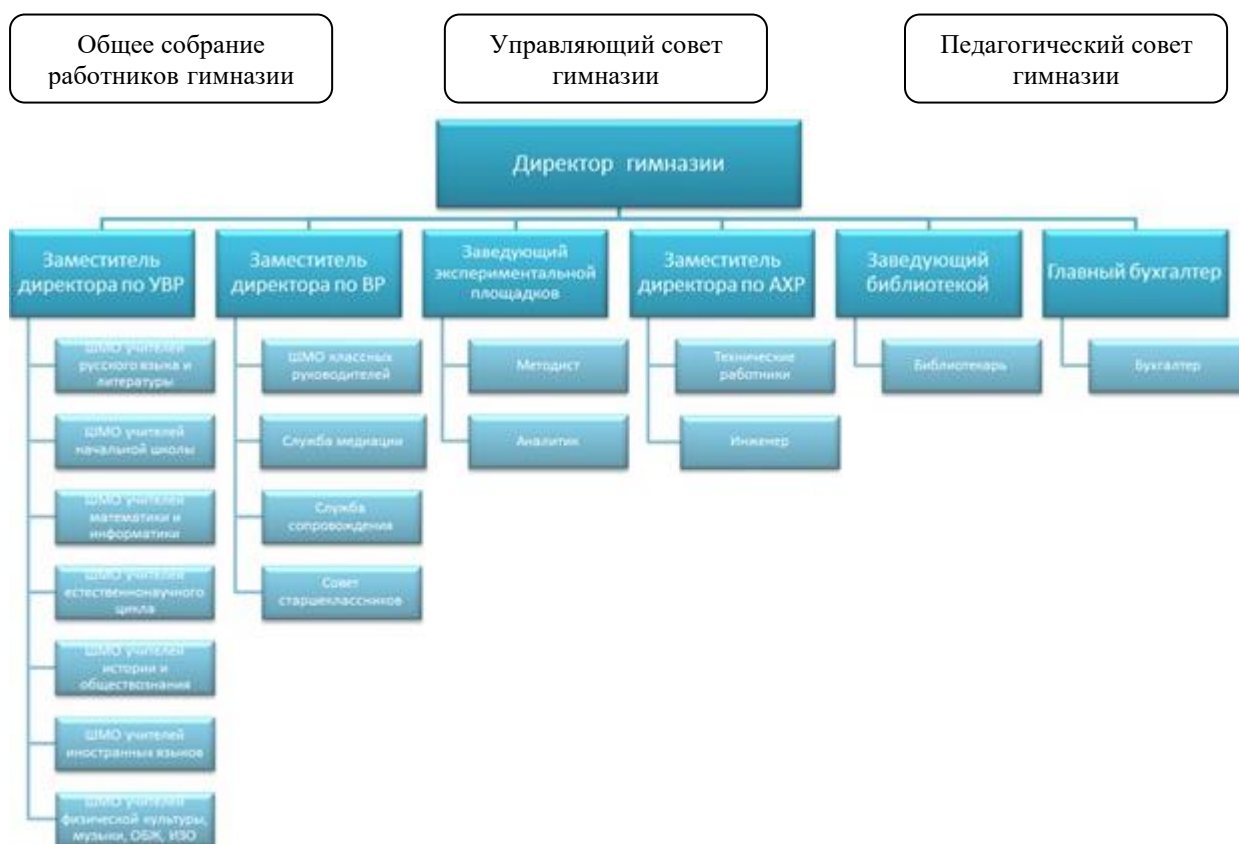 Общее собрание
работников гимназии
Управляющий совет
гимназии
Педагогический совет
гимназии
Директор гимназии
Заместитель
директора по УВР
Заместитель
директора по ВР
Заведующий
экспериментальной
площадков
Заместитель
директора по АХР
Заведующий
библиотекой
Главный бухгалтер
ШМО учителей
русского языка и
литературы
ШМО учителей
начальной школы
ШМО учителей
математики и
информатики
ШМО учителей
естественнонаучного
цикла
ШМО учителей
истории и
обществознания
ШМО учителей
иностранных языков
ШМО учителей
физической культуры,
музыки, ОБЖ, ИЗО
ШМО классных
руководителей
Служба медиации
Служба
сопровождения
Совет
старшеклассников
Методист
Аналитик
Технические
работники
Инженер
Библиотекарь
Бухгалтер